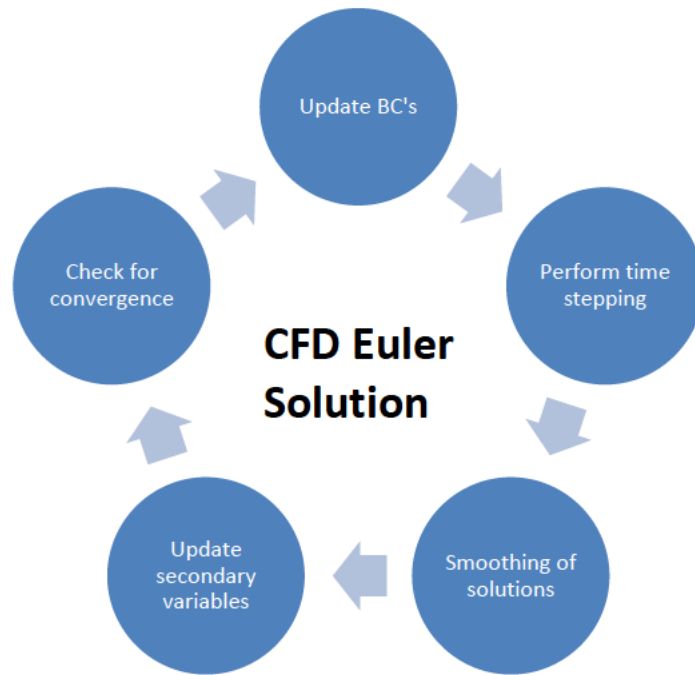 Update BC's
Perform time
stepping
Smoothing of
solutions
Update
secondary
variables
Check for
convergence
CFD Euler
Solution